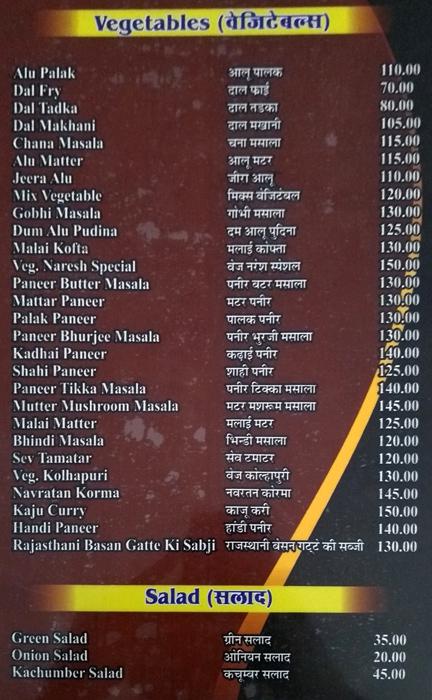 Vegetables (वेजिटेबल्स)
Alu Palak आलू पालक 110.00
Dal Fry दाल फ्राई 70.00
Dal Tadka दाल तडका 80.00
Dal Makhani दाल मखानी 105.00
Chana Masala चना मसाला 115.00
Alu Matter आलू मटर 115.00
Jeera Alu जीरा आलू 110.00
Mix Vegetable मिक्स वेजिटेबल 120.00
Gobhi Masala गोभी मसाला 130.00
Dum Alu Pudina दम आलू पुदिना 125.00
Malai Kofta मलाई कोफ्ता 130.00
Veg. Naresh Special वेज नरेश स्पेशल 150.00
Paneer Butter Masala पनीर बटर मसाला 130.00
Mattar Paneer मटर पनीर 130.00
Palak Paneer पालक पनीर 130.00
Paneer Bhurjee Masala पनीर भुरजी मसाला 130.00
Kadhai Paneer कढ़ाई पनीर 140.00
Shahi Paneer शाही पनीर 125.00
Paneer Tikka Masala पनीर टिक्का मसाला 140.00
Mutter Mushroom Masala मटर मशरूम मसाला 145.00
Malai Matter मलाई मटर 125.00
Bhindi Masala भिन्डी मसाला 120.00
Sev Tamatar सेव टमाटर 120.00
Veg. Kolhapuri वेज कोल्हापुरी 130.00
Navratan Korma नवरतन कोरमा 145.00
Kaju Curry काजू करी 150.00
Handi Paneer हांडी पनीर 140.00
Rajasthani Basan Gatte Ki Sabji राजस्थानी बेसन गट्टे की सब्जी 130.00
Salad (सलाद)
Green Salad ग्रीन सलाद 35.00
Onion Salad ओनियन सलाद 20.00
Kachumber Salad कचूम्बर सलाद 45.00